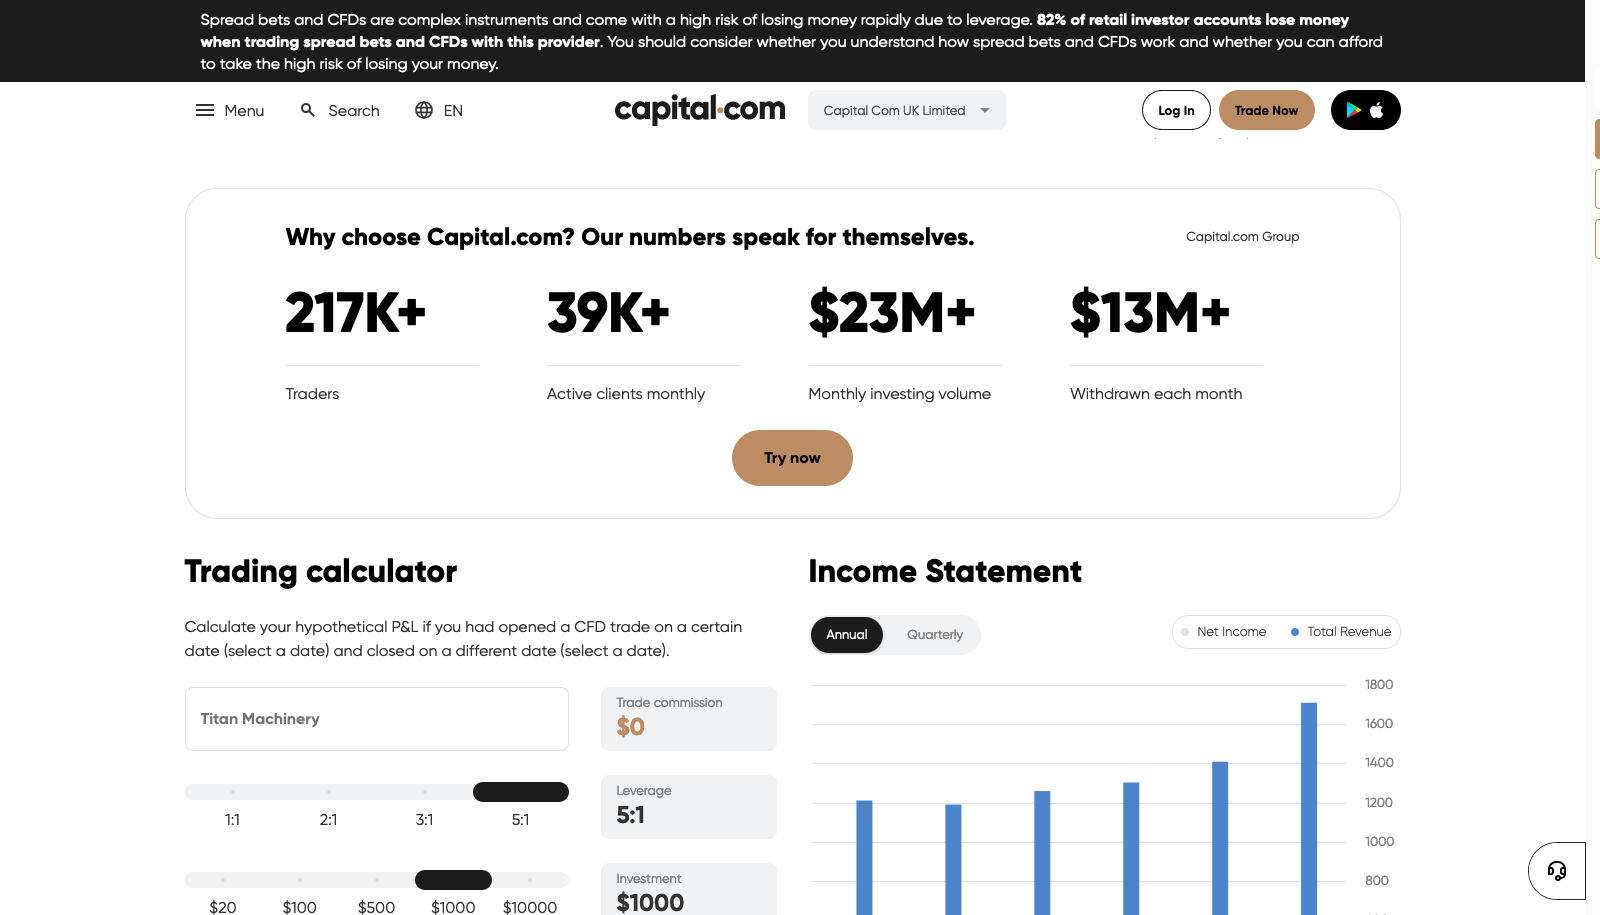 Spread bets and CFDs are complex instruments and come with a high risk of losing money rapidly due to leverage. 82% of retail investor accounts lose money
when trading spread bets and CFDs with this provider. You should consider whether you understand how spread bets and CFDs work and whether you can afford
to take the high risk of losing your money.
Menu
Search
EN
capital.com
Capital Com UK Limited
Log In
Trade Now
Why choose Capital.com? Our numbers speak for themselves.
Capital.com Group
217K+
39K+
$23M+
$13M+
Traders
Active clients monthly
Monthly investing volume
Withdrawn each month
Try now
Trading calculator
Calculate your hypothetical P&L if you had opened a CFD trade on a certain
date (select a date) and closed on a different date (select a date).
Titan Machinery
Trade commission
$0
1:1
2:1
3:1
5:1
Leverage
5:1
$20
$100
$500
$1000
$10000
Investment
$1000
Income Statement
Annual
Quarterly
Net Income
Total Revenue
1800
1600
1400
1200
1000
800